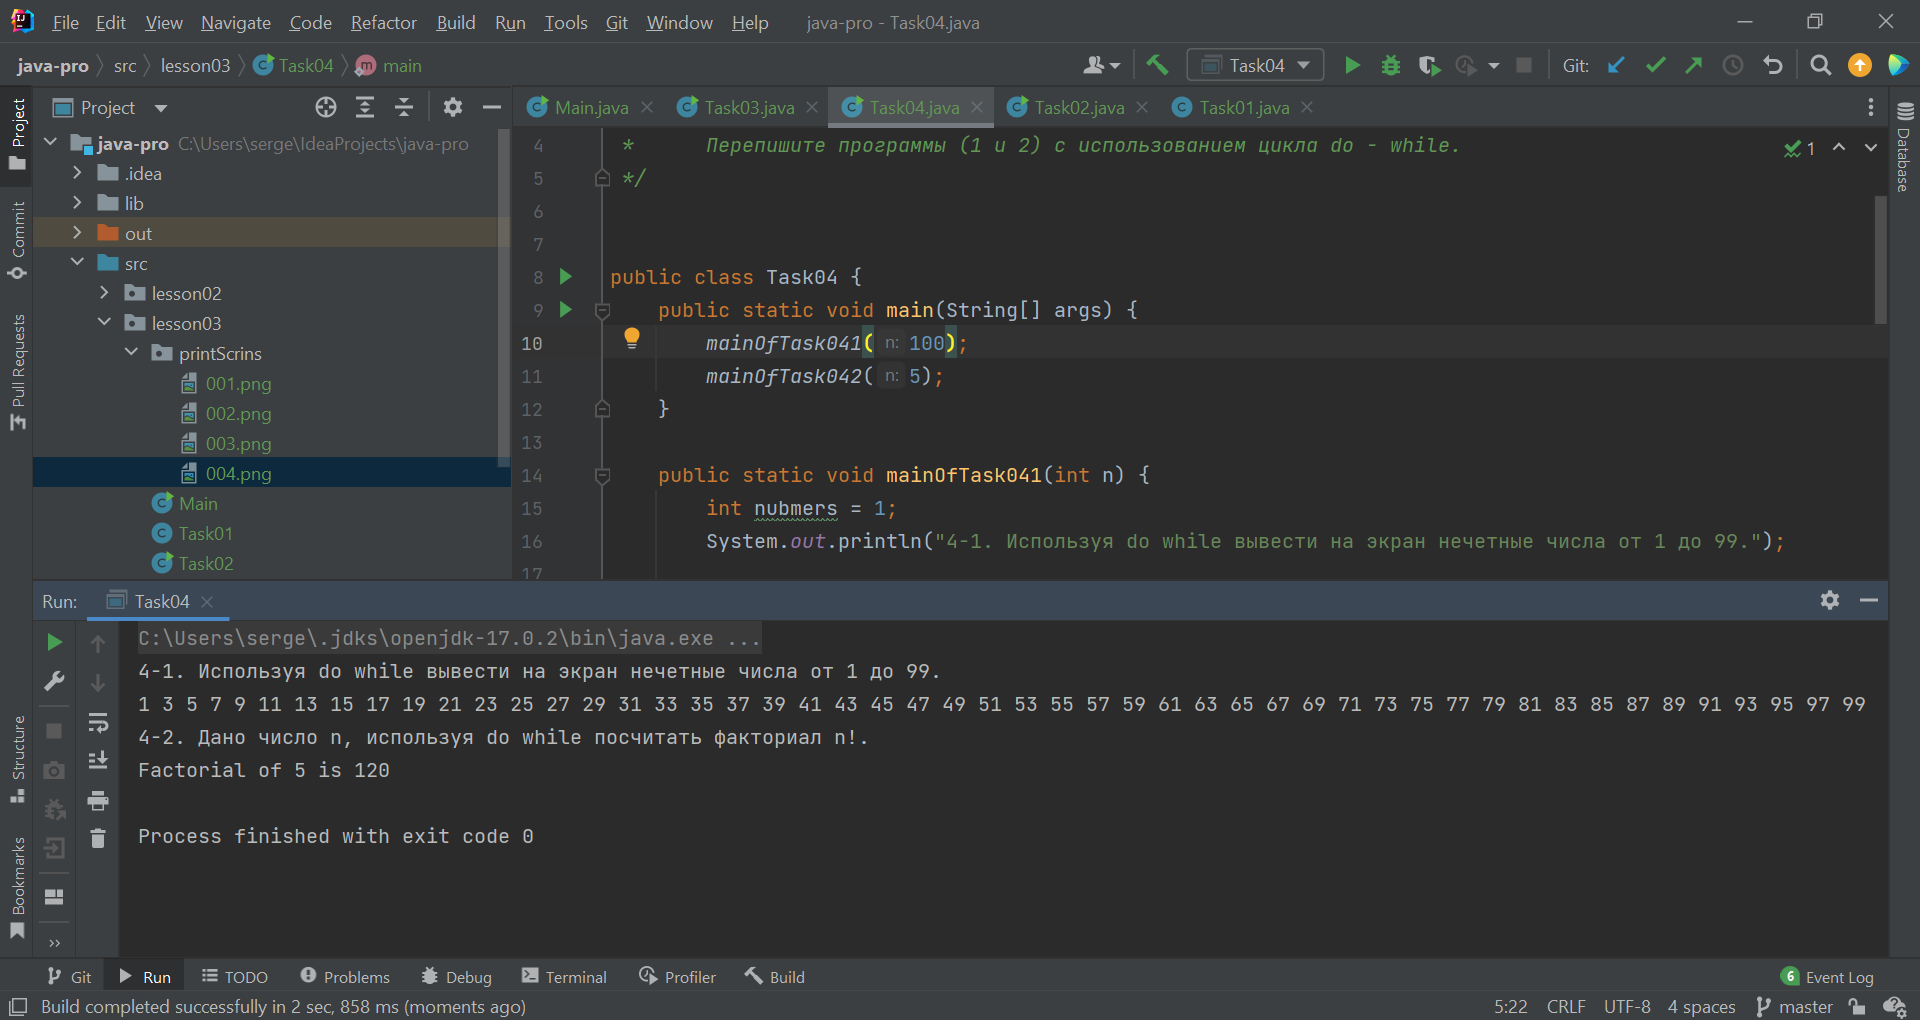 File Edit View Navigate Code Refactor Build Run Tools Git Window Help java-pro - Task04.java
java-pro src lesson03 Task04 m main
Task04 Git:
Project
Main.java Task03.java Task04.java Task02.java Task01.java
Project
Commit
Pull Requests
Structure
Bookmarks
Database
java-pro C:\Users\serge\IdeaProjects\java-pro
.idea
lib
out
src
lesson02
lesson03
printScrins
001.png
002.png
003.png
004.png
C Main
C Task01
C Task02
4 * Перепишите программы (1 и 2) с использованием цикла do - while.
1
5 */
6
7
8 public class Task04 {
9 public static void main(String[] args) {
10 mainOfTask041( n: 100);
11 mainOfTask042( n: 5);
12 }
13
14 public static void mainOfTask041(int n) {
15 int nubmers = 1;
16 System.out.println("4-1. Используя do while вывести на экран нечетные числа от 1 до 99.");
17
Run: Task04
C:\Users\serge\.jdks\openjdk-17.0.2\bin\java.exe ...
4-1. Используя do while вывести на экран нечетные числа от 1 до 99.
1 3 5 7 9 11 13 15 17 19 21 23 25 27 29 31 33 35 37 39 41 43 45 47 49 51 53 55 57 59 61 63 65 67 69 71 73 75 77 79 81 83 85 87 89 91 93 95 97 99
4-2. Дано число n, используя do while посчитать факториал n!.
Factorial of 5 is 120
Process finished with exit code 0
Git Run TODO Problems Debug Terminal Profiler Build 6 Event Log
Build completed successfully in 2 sec, 858 ms (moments ago) 5:22 CRLF UTF-8 4 spaces master